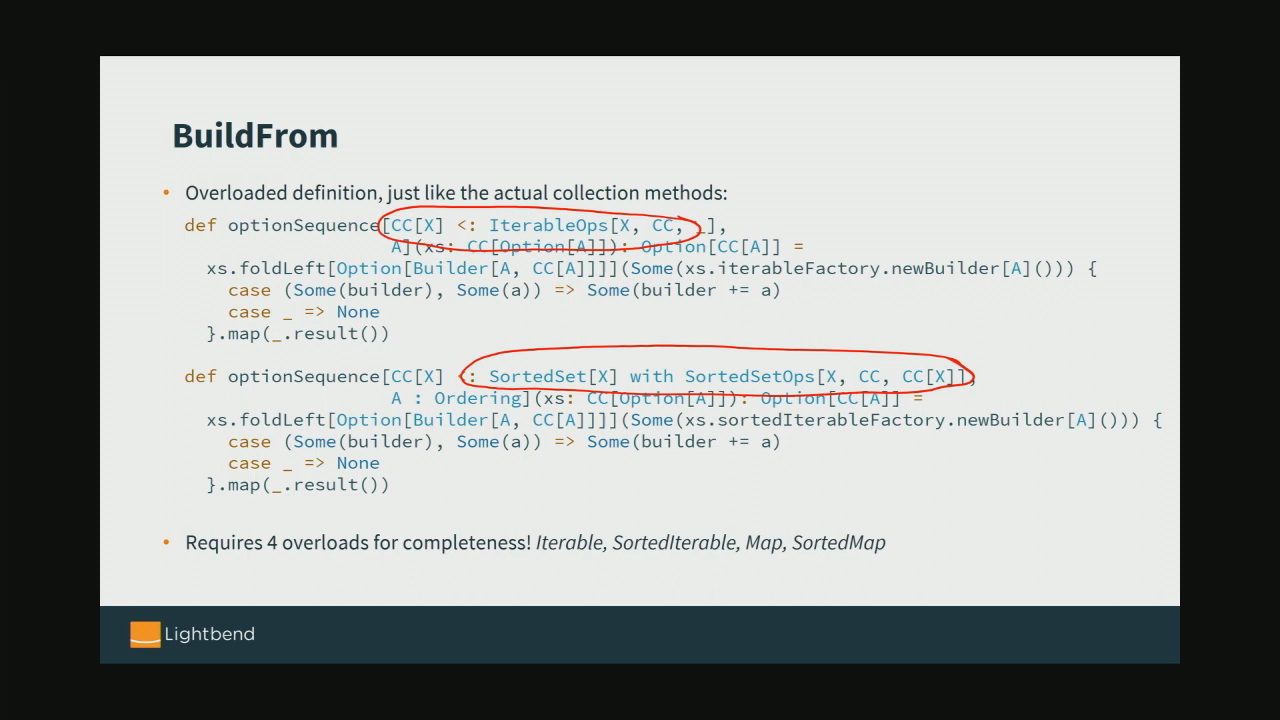 BuildFrom
• Overloaded definition, just like the actual collection methods:
def optionSequence[CC[X] <: IterableOps[X, CC, _],
A](xs: CC[Option[A]]): Option[CC[A]] =
xs.foldLeft[Option[Builder[A, CC[A]]]](Some(xs.iterableFactory.newBuilder[A]())) {
case (Some(builder), Some(a)) => Some(builder += a)
case _ => None
}.map(_.result())
def optionSequence[CC[X] <: SortedSet[X] with SortedSetOps[X, CC, CC[X]],
A : Ordering](xs: CC[Option[A]]): Option[CC[A]] =
xs.foldLeft[Option[Builder[A, CC[A]]]](Some(xs.sortedIterableFactory.newBuilder[A]())) {
case (Some(builder), Some(a)) => Some(builder += a)
case _ => None
}.map(_.result())
• Requires 4 overloads for completeness! Iterable, SortedIterable, Map, SortedMap
Lightbend